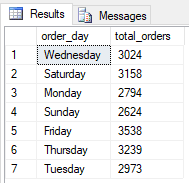 Results Messages
order_day total_orders
1 Wednesday 3024
2 Saturday 3158
3 Monday 2794
4 Sunday 2624
5 Friday 3538
6 Thursday 3239
7 Tuesday 2973